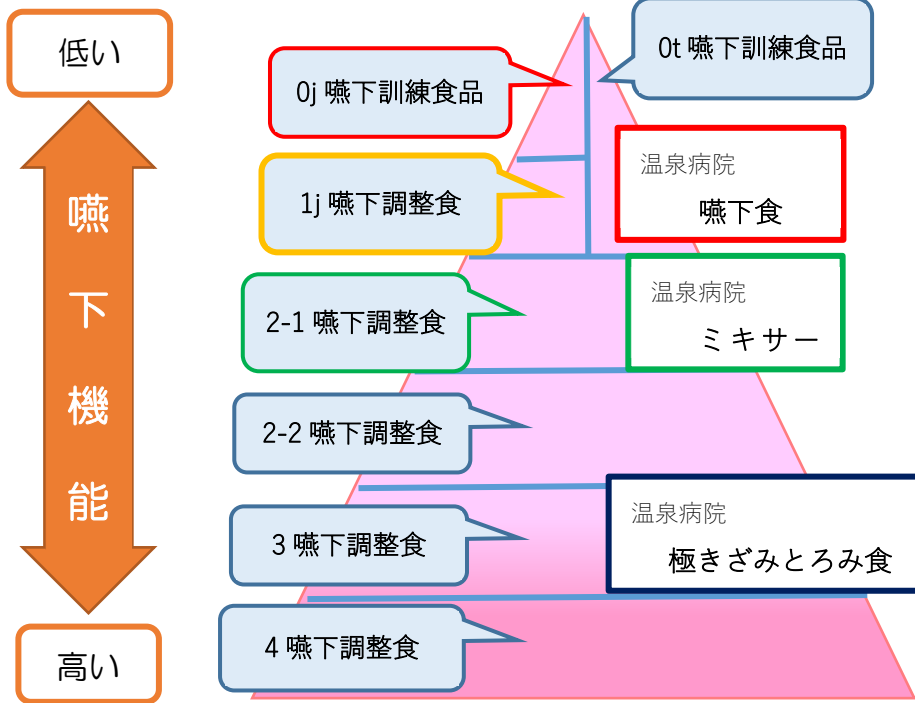 低い
嚥下機能
高い
0j 嚥下訓練食品
0t 嚥下訓練食品
1j 嚥下調整食
温泉病院
嚥下食
2-1 嚥下調整食
温泉病院
ミキサー
2-2 嚥下調整食
3 嚥下調整食
温泉病院
極きざみとろみ食
4 嚥下調整食